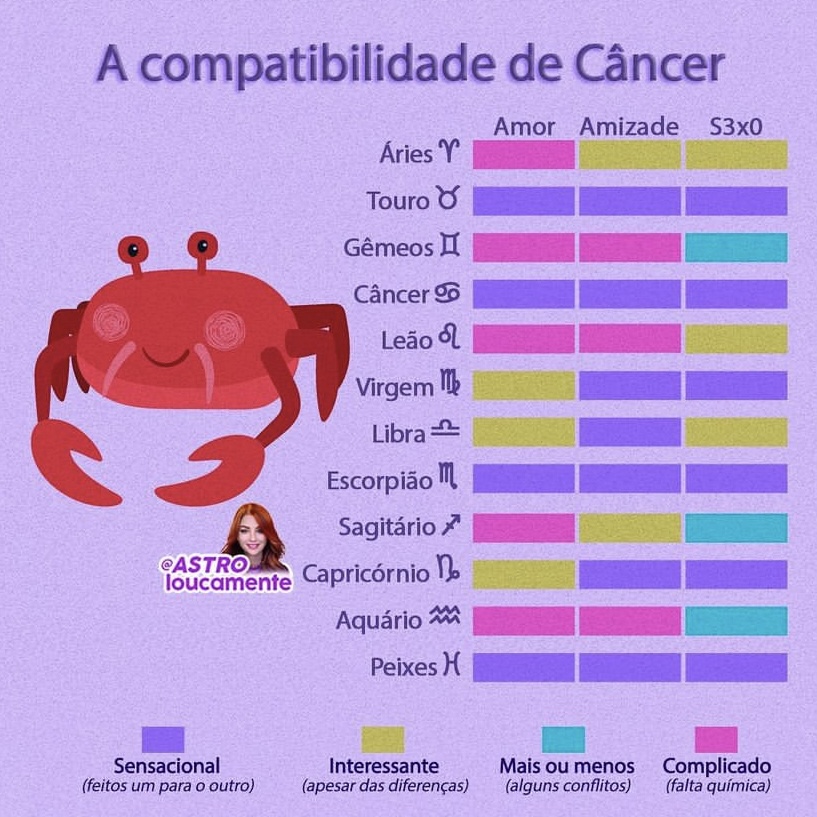 A compatibilidade de Câncer
Amor Amizade S3x0
Áries ♈
Touro ♉
Gêmeos ♊
Câncer ♋
Leão ♌
Virgem ♍
Libra ♎
Escorpião ♏
Sagitário ♐
Capricórnio ♑
Aquário ♒
Peixes ♓
@ASTRO
loucamente
Sensacional Interessante Mais ou menos Complicado
(feitos um para o outro) (apesar das diferenças) (alguns conflitos) (falta química)